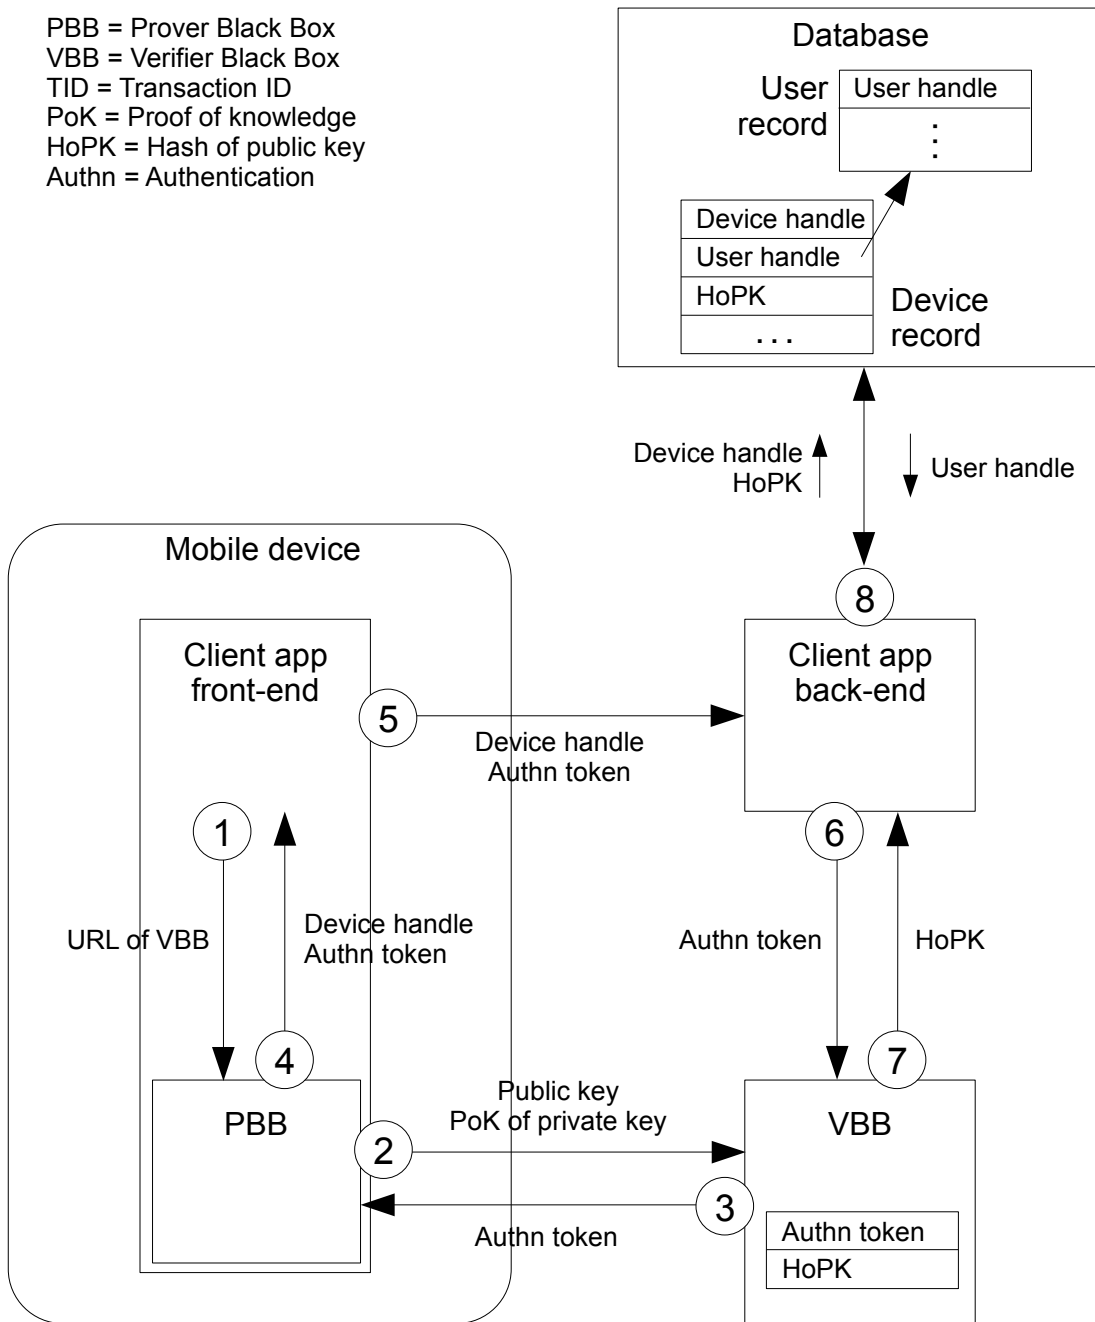 PBB = Prover Black Box
VBB = Verifier Black Box
TID = Transaction ID
PoK = Proof of knowledge
HoPK = Hash of public key
Authn = Authentication
Database
User
record
User handle
⋮
Device handle
User handle
HoPK
...
Device
record
Device handle
HoPK
User handle
Mobile device
8
Client app
front-end
Client app
back-end
5
Device handle
Authn token
1
6
URL of VBB
Device handle
Authn token
Authn token
HoPK
4
7
PBB
Public key
PoK of private key
VBB
2
3
Authn token
Authn token
HoPK